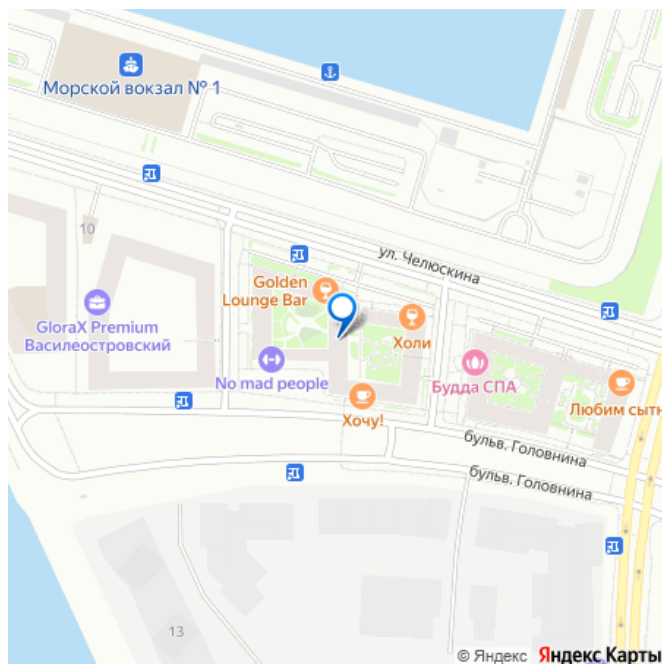 Морской вокзал № 1
10
ул. Челюскина
Golden
Lounge Bar
GloraX Premium
Василеостровский
Холи
No mad people
Будда СПА
Любим сытн
Хочу!
бульв. Головнина
бульв. Головнина
13
© Яндекс Яндекс Карты